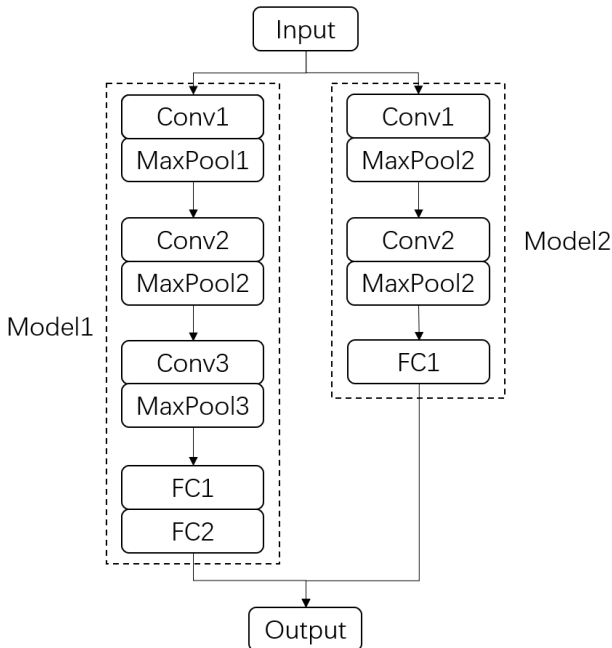 Input
Model1
Conv1
MaxPool1
Conv2
MaxPool2
Conv3
MaxPool3
FC1
FC2
Model2
Conv1
MaxPool2
Conv2
MaxPool2
FC1
Output